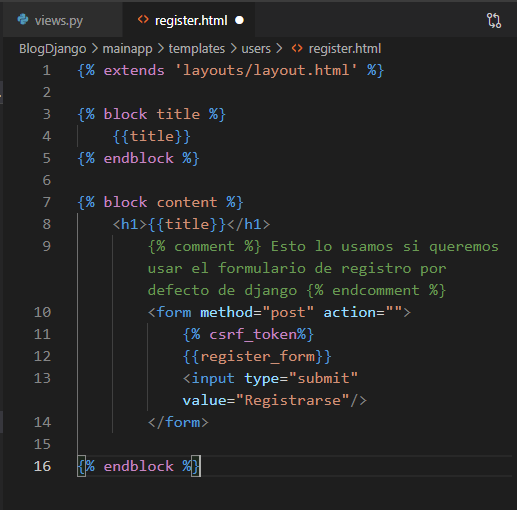 views.py register.html
BlogDjango > mainapp > templates > users > register.html
1 {% extends 'layouts/layout.html' %}
2
3 {% block title %}
4 {{title}}
5 {% endblock %}
6
7 {% block content %}
8 <h1>{{title}}</h1>
9 {% comment %} Esto lo usamos si queremos
usar el formulario de registro por
defecto de django {% endcomment %}
10 <form method="post" action="">
11 {% csrf_token%}
12 {{register_form}}
13 <input type="submit"
value="Registrarse"/>
14 </form>
15
16 {% endblock %}